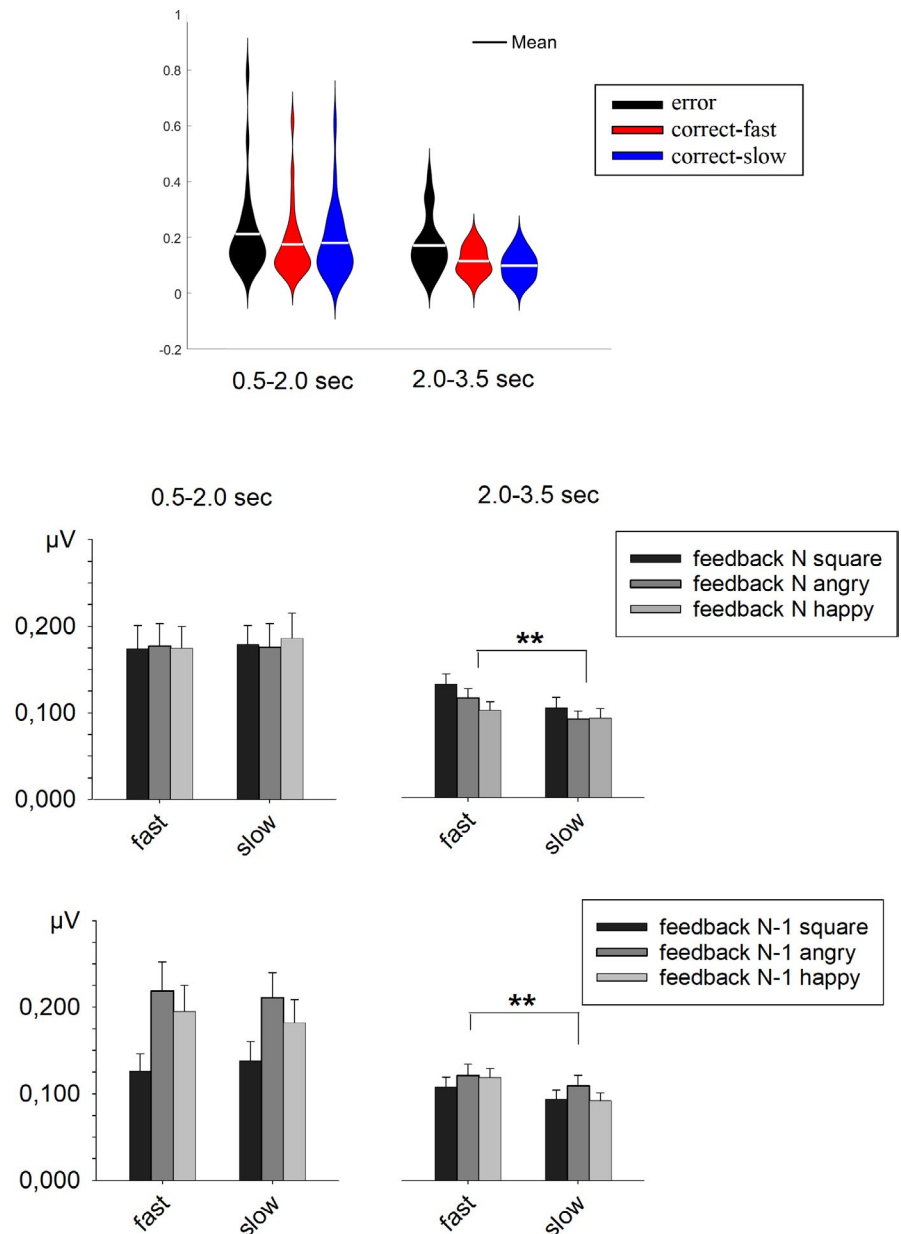 1
Mean
0.8
error
0.6
correct-fast
correct-slow
0.4
0.2
0
-0.2
0.5-2.0 sec
2.0-3.5 sec
0.5-2.0 sec
2.0-3.5 sec
µV
feedback N square
feedback N angry
feedback N happy
0,200
**
0,100
0,000
fast
slow
fast
slow
µV
feedback N-1 square
feedback N-1 angry
feedback N-1 happy
0,200
**
0,100
0,000
fast
slow
fast
slow